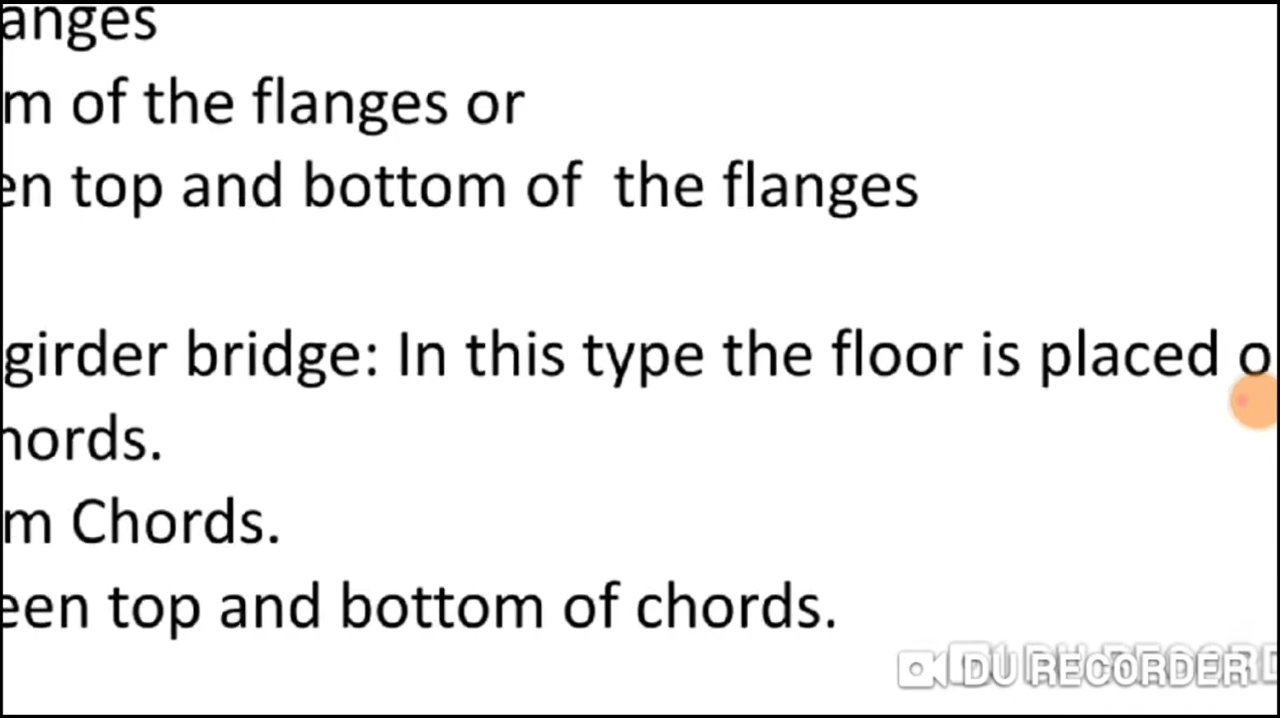 anges
m of the flanges or
en top and bottom of the flanges
girder bridge: In this type the floor is placed o
hords.
m Chords.
een top and bottom of chords.
DU RECORDER